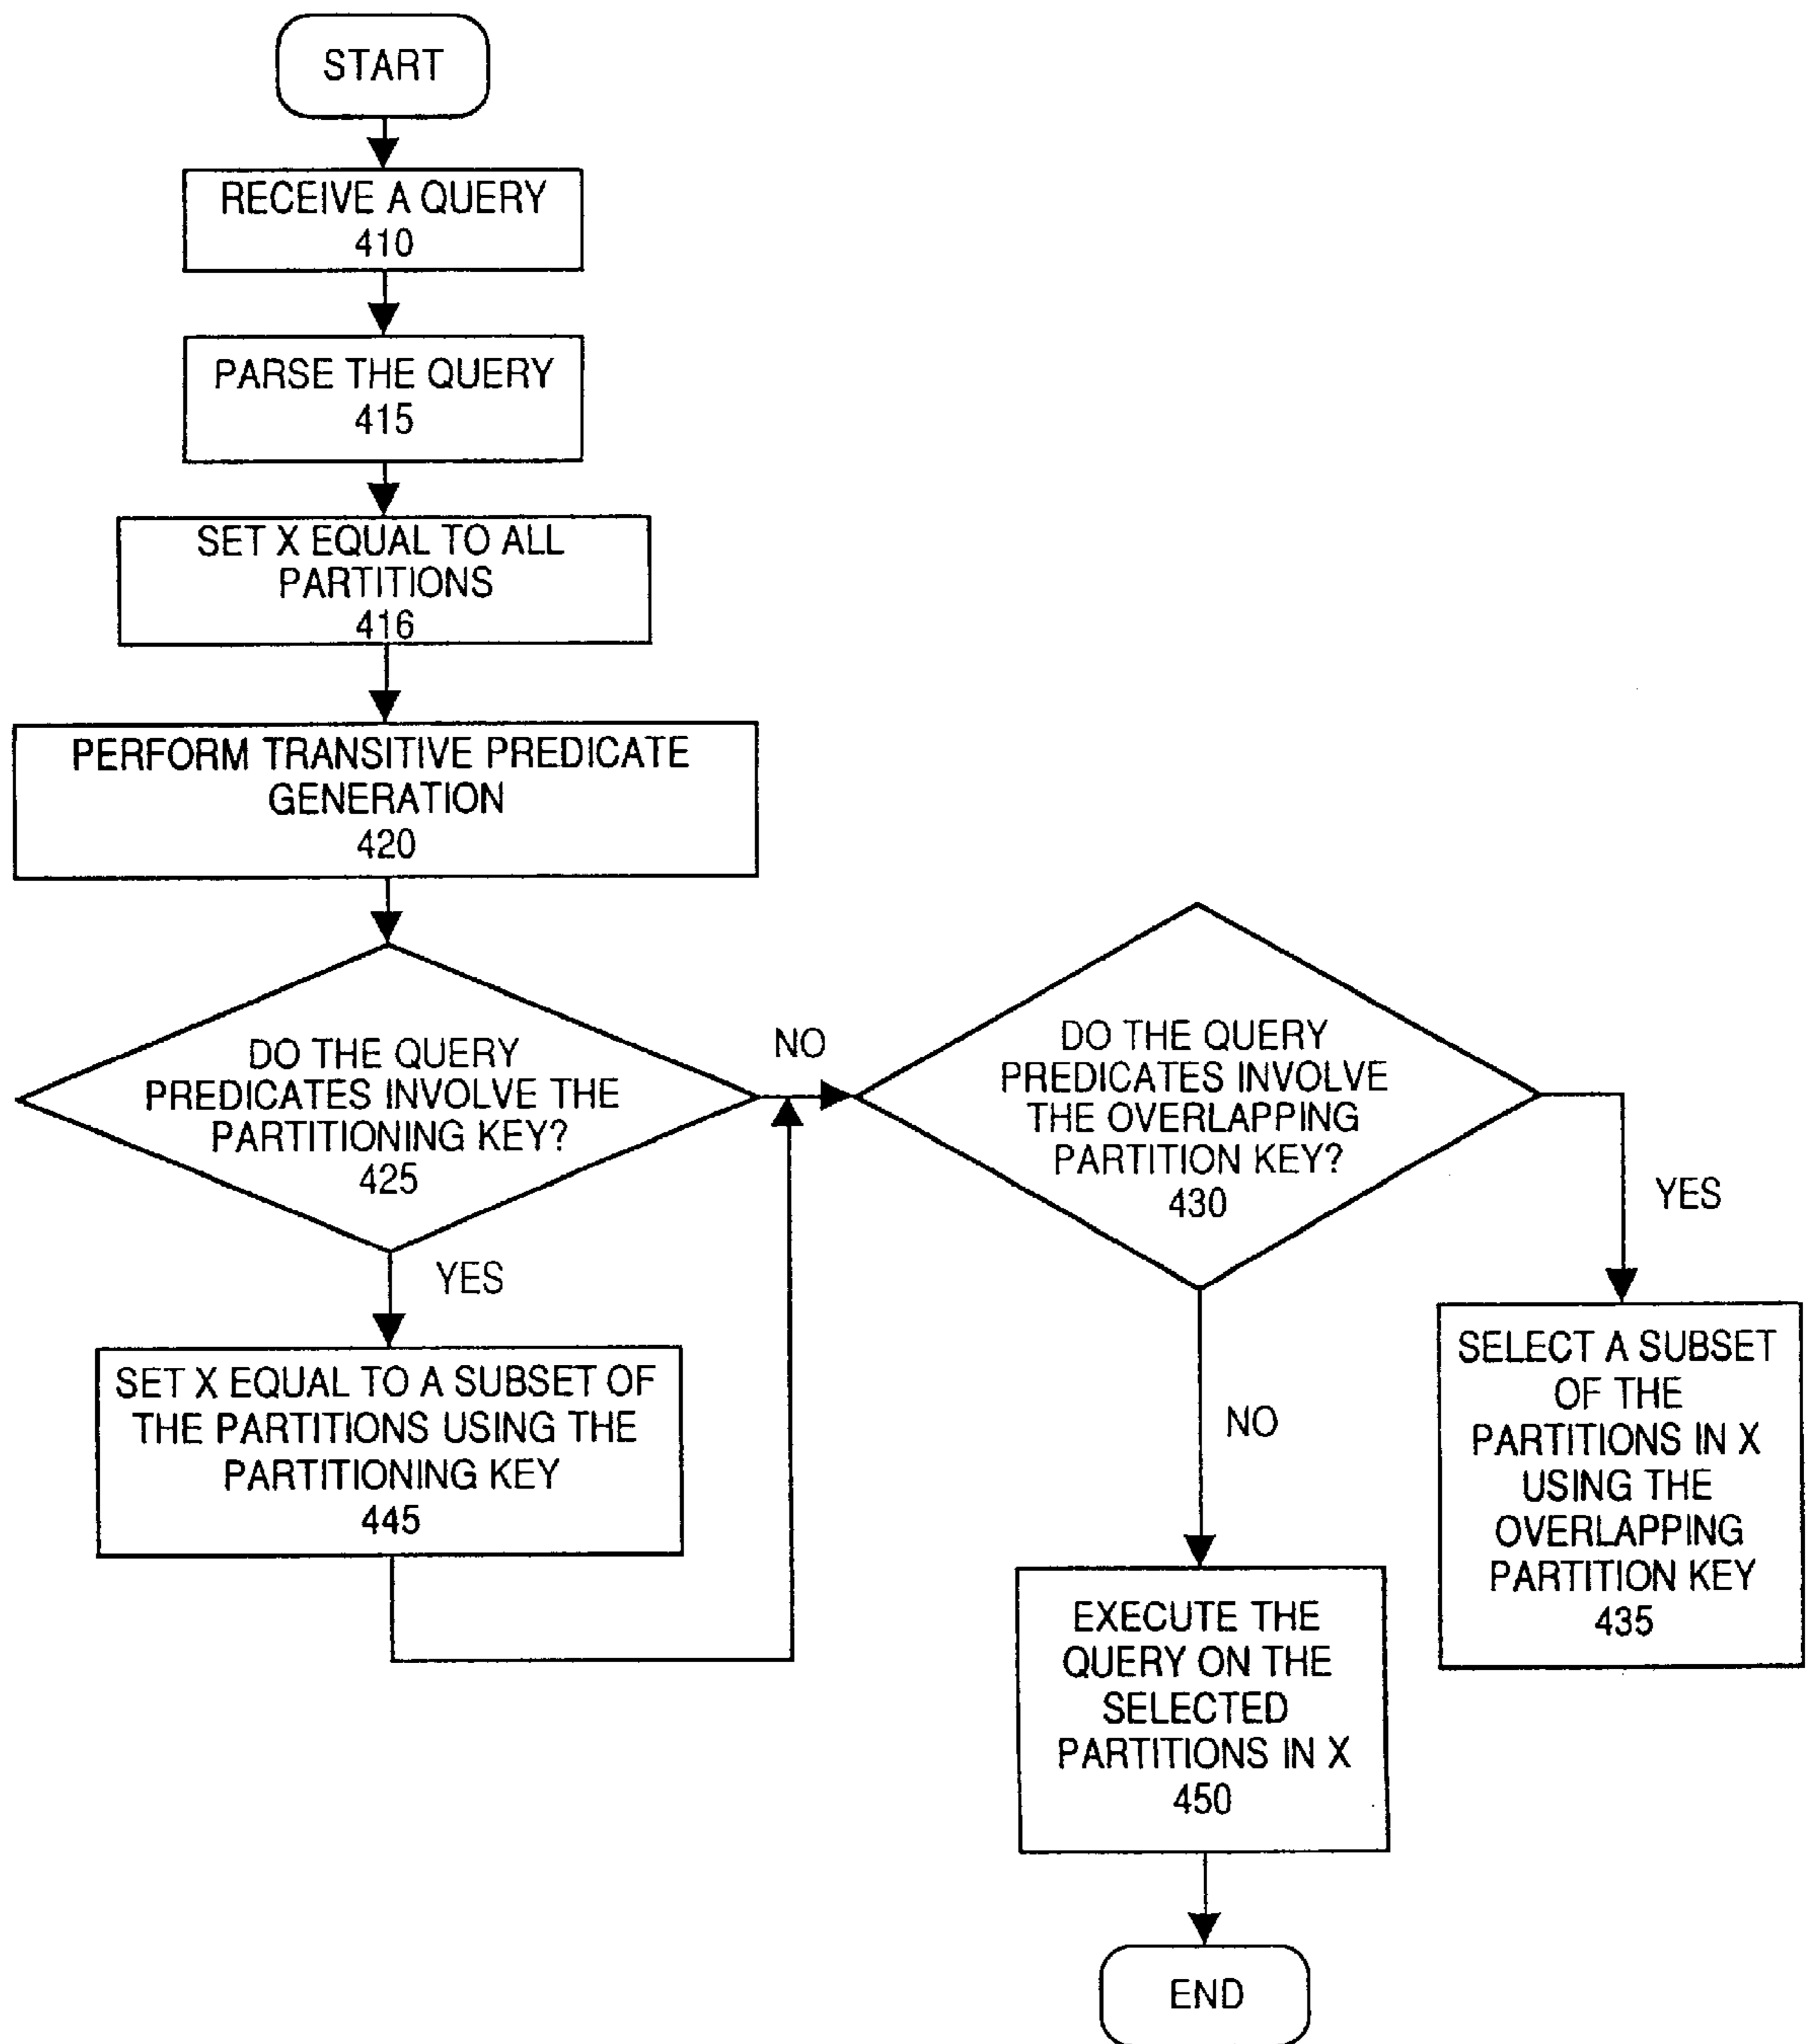 START
RECEIVE A QUERY
410
PARSE THE QUERY
415
SET X EQUAL TO ALL
PARTITIONS
416
PERFORM TRANSITIVE PREDICATE
GENERATION
420
DO THE QUERY
PREDICATES INVOLVE THE
PARTITIONING KEY?
425
NO
YES
SET X EQUAL TO A SUBSET OF
THE PARTITIONS USING THE
PARTITIONING KEY
445
DO THE QUERY
PREDICATES INVOLVE
THE OVERLAPPING
PARTITION KEY?
430
YES
NO
SELECT A SUBSET
OF THE
PARTITIONS IN X
USING THE
OVERLAPPING
PARTITION KEY
435
EXECUTE THE
QUERY ON THE
SELECTED
PARTITIONS IN X
450
END